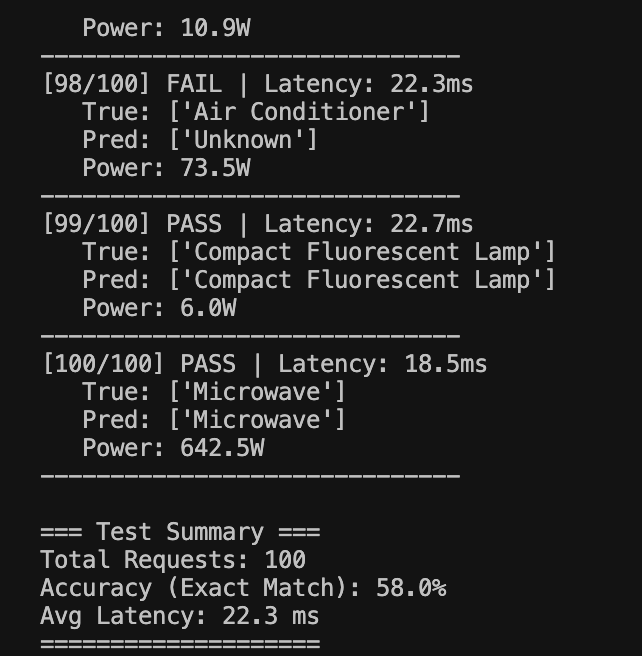 Power: 10.9W
------------------------------
[98/100] FAIL | Latency: 22.3ms
True: ['Air Conditioner']
Pred: ['Unknown']
Power: 73.5W
------------------------------
[99/100] PASS | Latency: 22.7ms
True: ['Compact Fluorescent Lamp']
Pred: ['Compact Fluorescent Lamp']
Power: 6.0W
------------------------------
[100/100] PASS | Latency: 18.5ms
True: ['Microwave']
Pred: ['Microwave']
Power: 642.5W
------------------------------
=== Test Summary ===
Total Requests: 100
Accuracy (Exact Match): 58.0%
Avg Latency: 22.3 ms
====================